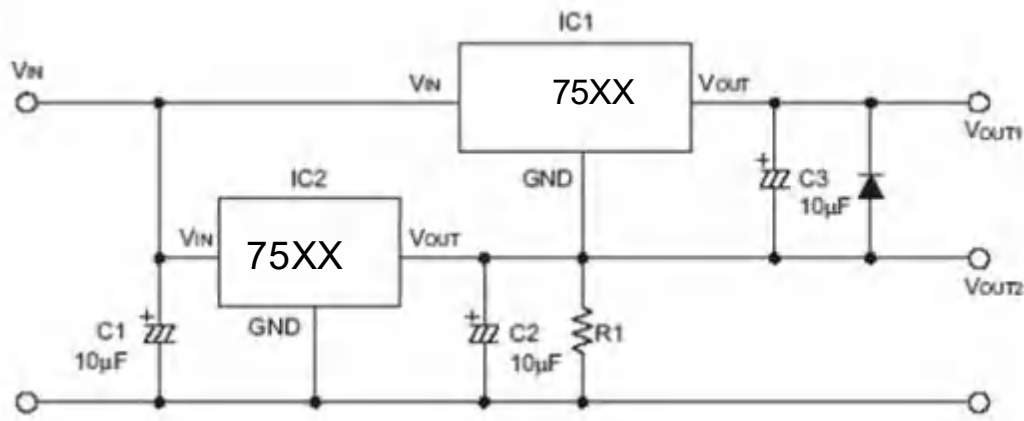 IC1
VIN
VIN
75XX
VOUT
VOUT1
GND
C3
10μF
IC2
VIN
75XX
VOUT
VOUT2
GND
C1
10μF
C2
10μF
R1